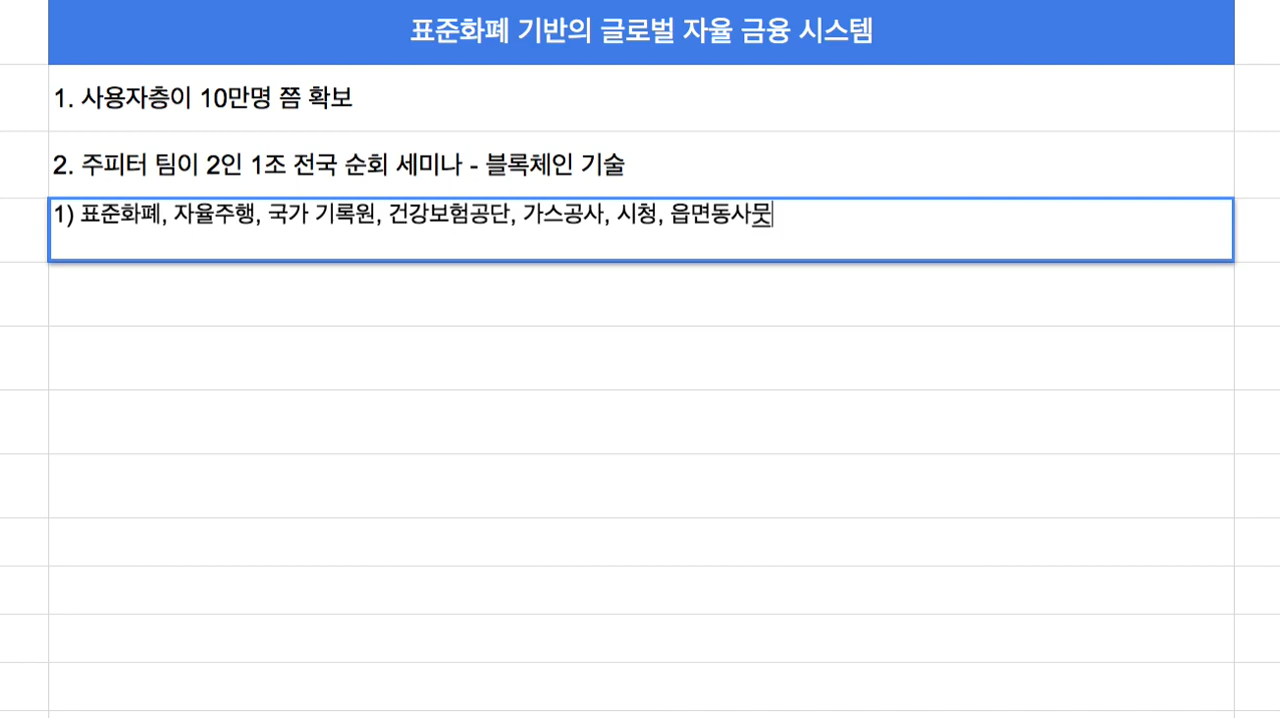 표준화폐 기반의 글로벌 자율 금융 시스템
1. 사용자층이 10만명 쯤 확보
2. 주피터 팀이 2인 1조 전국 순회 세미나 - 블록체인 기술
1) 표준화폐, 자율주행, 국가 기록원, 건강보험공단, 가스공사, 시청, 읍면동사뭇